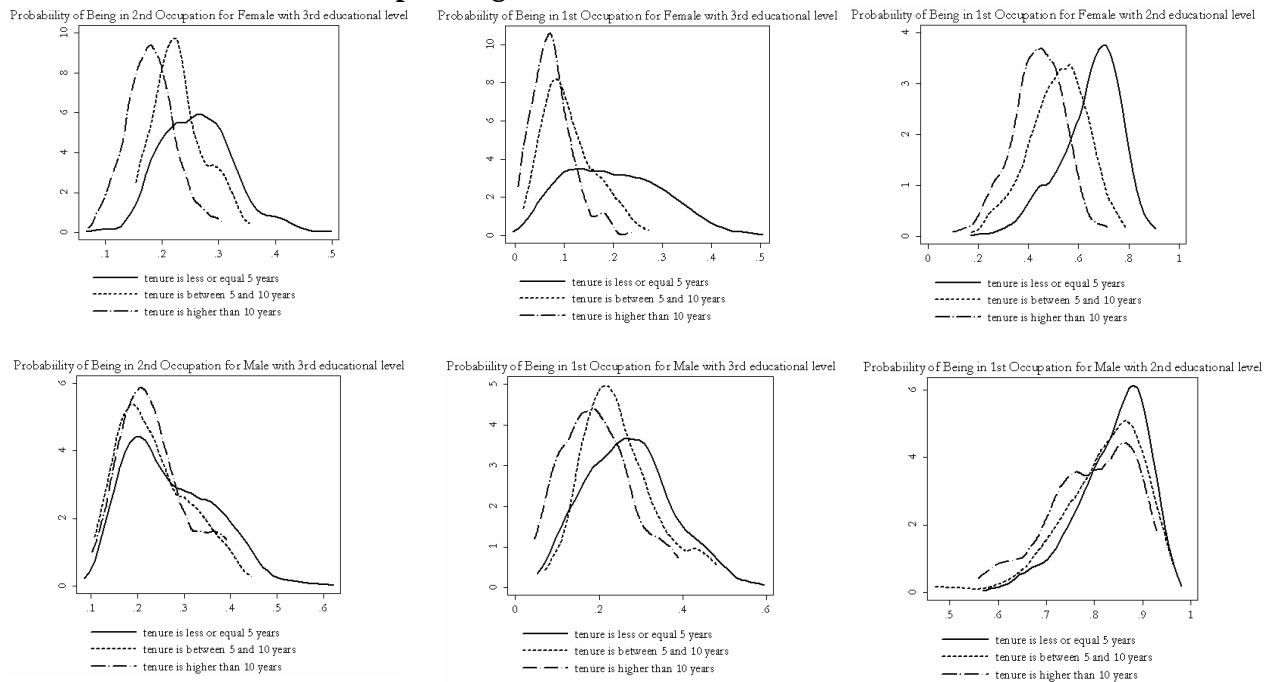 Probabiility of Being in 2nd Occupation for Female with 3rd educational level
10
8
6
4
2
0
.1 .2 .3 .4 .5
tenure is less or equal 5 years
tenure is between 5 and 10 years
tenure is higher than 10 years
Probabiility of Being in 1st Occupation for Female with 3rd educational level
10
8
6
4
2
0
0 .1 .2 .3 .4 .5
tenure is less or equal 5 years
tenure is between 5 and 10 years
tenure is higher than 10 years
Probabiility of Being in 1st Occupation for Female with 2nd educational level
4
3
2
1
0
0 .2 .4 .6 .8 1
tenure is less or equal 5 years
tenure is between 5 and 10 years
tenure is higher than 10 years
Probabiility of Being in 2nd Occupation for Male with 3rd educational level
6
4
2
0
.1 .2 .3 .4 .5 .6
tenure is less or equal 5 years
tenure is between 5 and 10 years
tenure is higher than 10 years
Probabiility of Being in 1st Occupation for Male with 3rd educational level
5
4
3
2
1
0
0 .2 .4 .6
tenure is less or equal 5 years
tenure is between 5 and 10 years
tenure is higher than 10 years
Probabiility of Being in 1st Occupation for Male with 2nd educational level
6
4
2
0
.5 .6 .7 .8 .9 1
tenure is less or equal 5 years
tenure is between 5 and 10 years
tenure is higher than 10 years